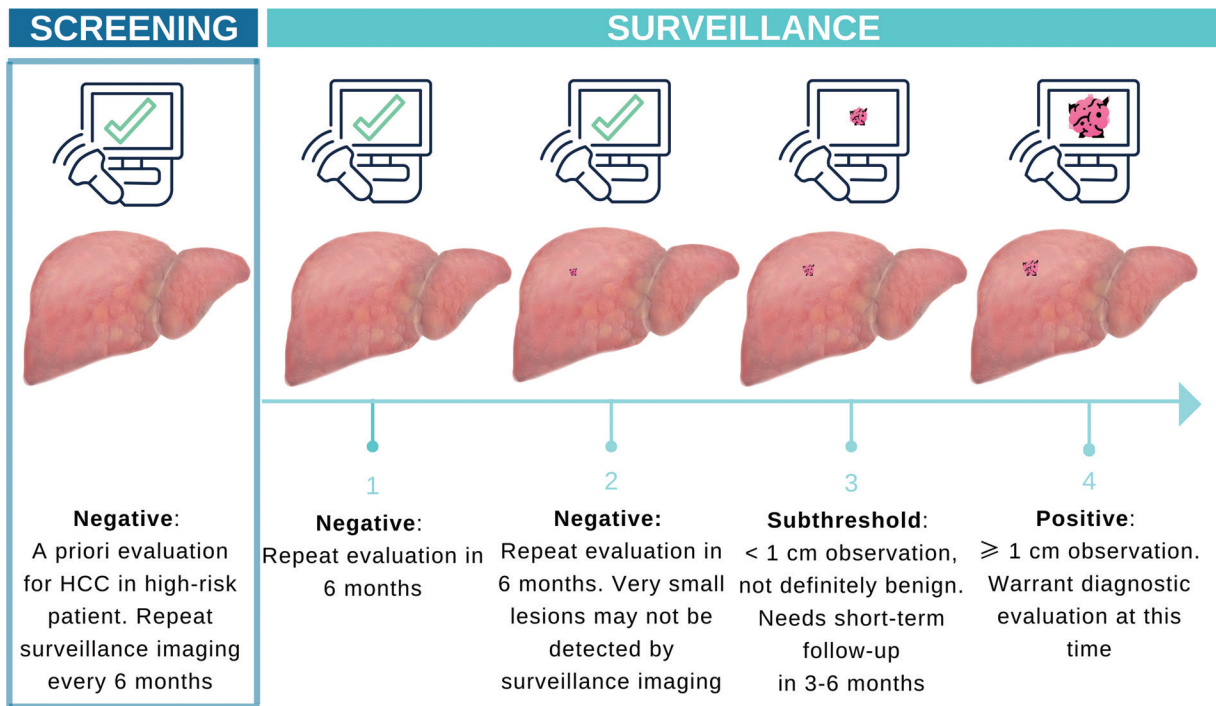 SCREENING
SURVEILLANCE
Negative:
A priori evaluation
for HCC in high-risk
patient. Repeat
surveillance imaging
every 6 months
1
Negative:
Repeat evaluation in
6 months
2
Negative:
Repeat evaluation in
6 months. Very small
lesions may not be
detected by
surveillance imaging
3
Subthreshold:
< 1 cm observation,
not definitely benign.
Needs short-term
follow-up
in 3-6 months
4
Positive:
⩾ 1 cm observation.
Warrant diagnostic
evaluation at this
time